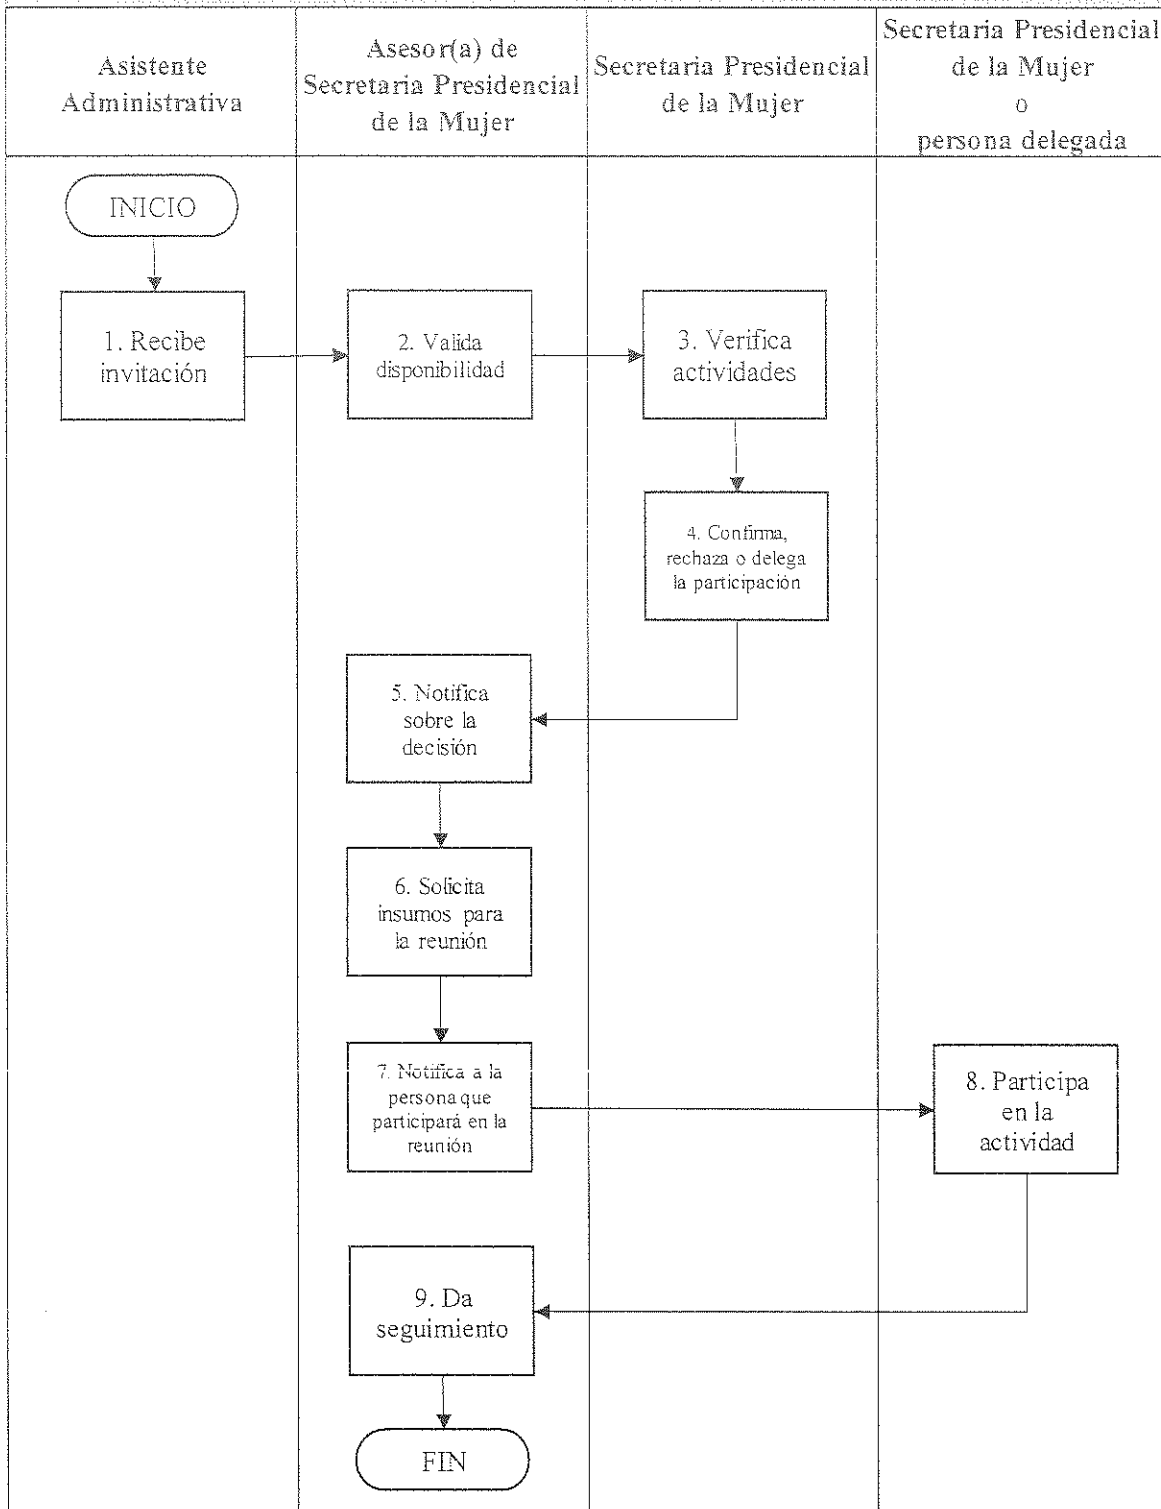 Asistente
Administrativa
Asesor(a) de
Secretaria Presidencial
de la Mujer
Secretaria Presidencial
de la Mujer
Secretaria Presidencial
de la Mujer
o
persona delegada
INICIO
1. Recibe
invitación
2. Valida
disponibilidad
3. Verifica
actividades
4. Confirma,
rechaza o delega
la participación
5. Notifica
sobre la
decisión
6. Solicita
insumos para
la reunión
7. Notifica a la
persona que
participará en la
reunión
8. Participa
en la
actividad
9. Da
seguimiento
FIN